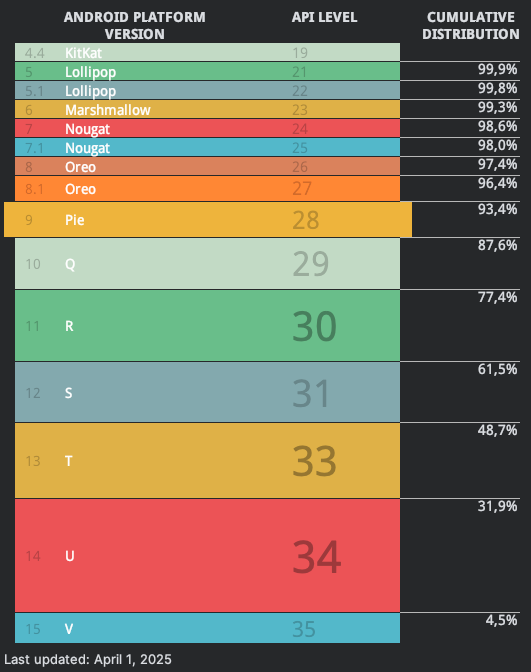 ANDROID PLATFORM VERSION API LEVEL CUMULATIVE DISTRIBUTION
4.4 KitKat 19
5 Lollipop 21 99,9%
5.1 Lollipop 22 99,8%
6 Marshmallow 23 99,3%
7 Nougat 24 98,6%
7.1 Nougat 25 98,0%
8 Oreo 26 97,4%
8.1 Oreo 27 96,4%
9 Pie 28 93,4%
10 Q 29 87,6%
11 R 30 77,4%
12 S 31 61,5%
13 T 33 48,7%
14 U 34 31,9%
15 V 35 4,5%
Last updated: April 1, 2025